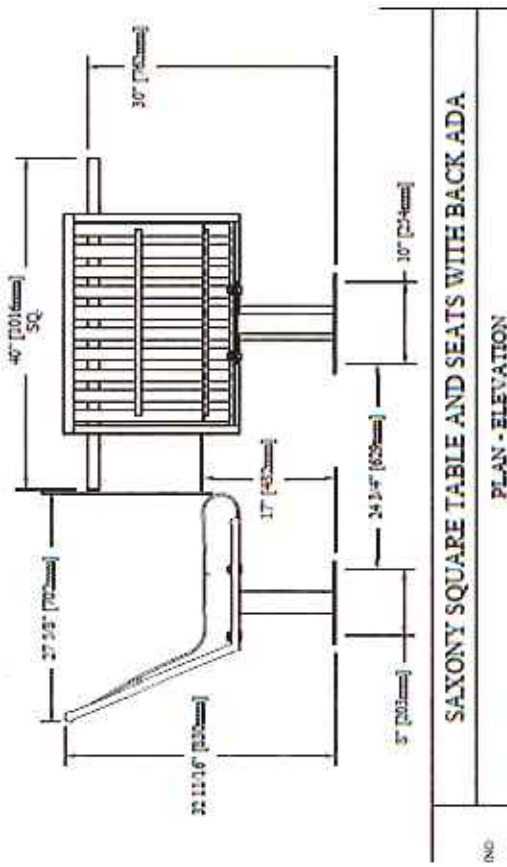 40" [1016mm]
SQ.
30" [762mm]
27 5/8" [702mm]
17" [432mm]
32 11/16" [830mm]
24 3/4" [629mm]
10" [254mm]
8" [203mm]
SAXONY SQUARE TABLE AND SEATS WITH BACK ADA
PLAN - ELEVATION